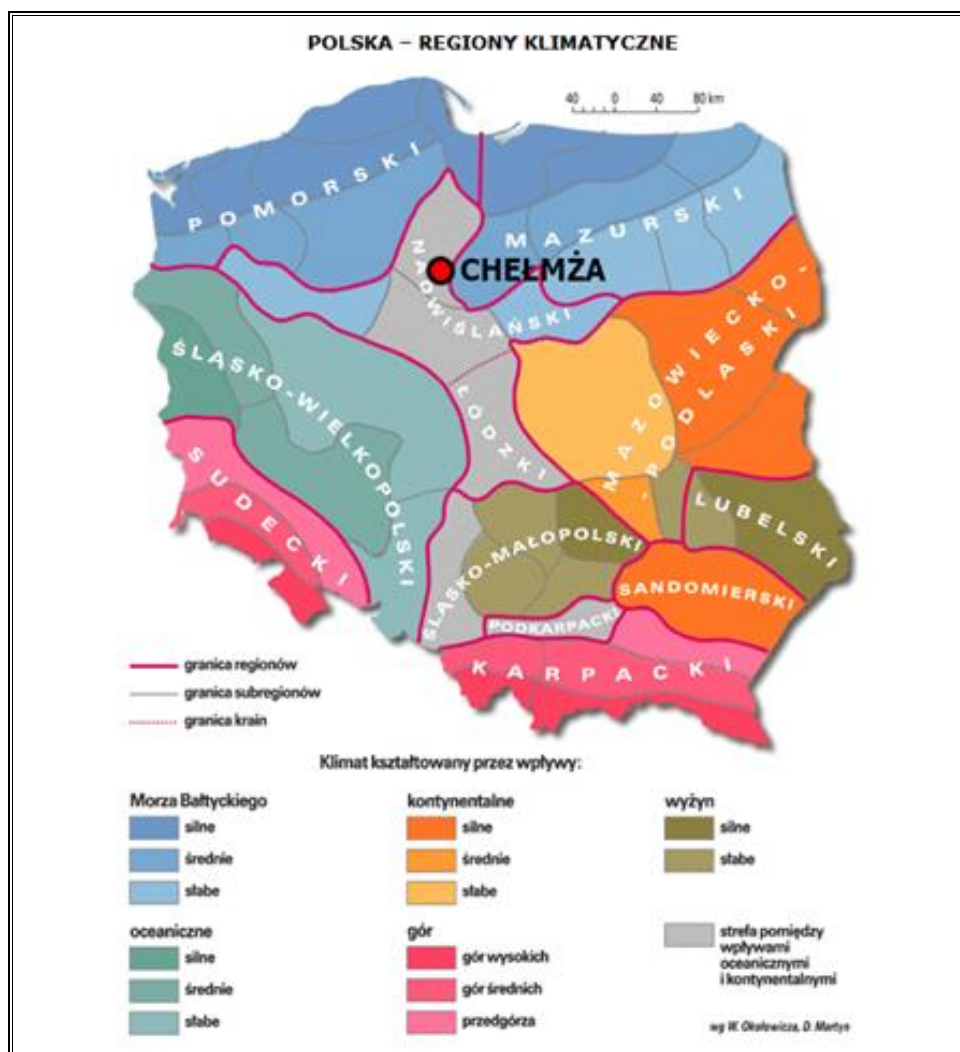 POLSKA – REGIONY KLIMATYCZNE
40 0 40 80 km
POMORSKI
MAZURSKI
CHEŁMŻA
NADWIŚLAŃSKI
MAZOWIECKO-
-PODLASKI
ŚLĄSKO-WIELKOPOLSKI
ŁÓDZKI
SUDECKI
LUBELSKI
ŚLĄSKO-MAŁOPOLSKI
SANDOMIERSKI
PODKARPACKI
KARPACKI
granica regionów
granica subregionów
granica krain
Klimat kształtowany przez wpływy:
Morza Bałtyckiego
silne
średnie
słabe
kontynentalne
silne
średnie
słabe
wyżyn
silne
słabe
oceaniczne
silne
średnie
słabe
gór
gór wysokich
gór średnich
przedgórza
strefa pomiędzy
wpływami
oceanicznymi
i kontynentalnymi
wg W. Okołowicza, D. Martyn